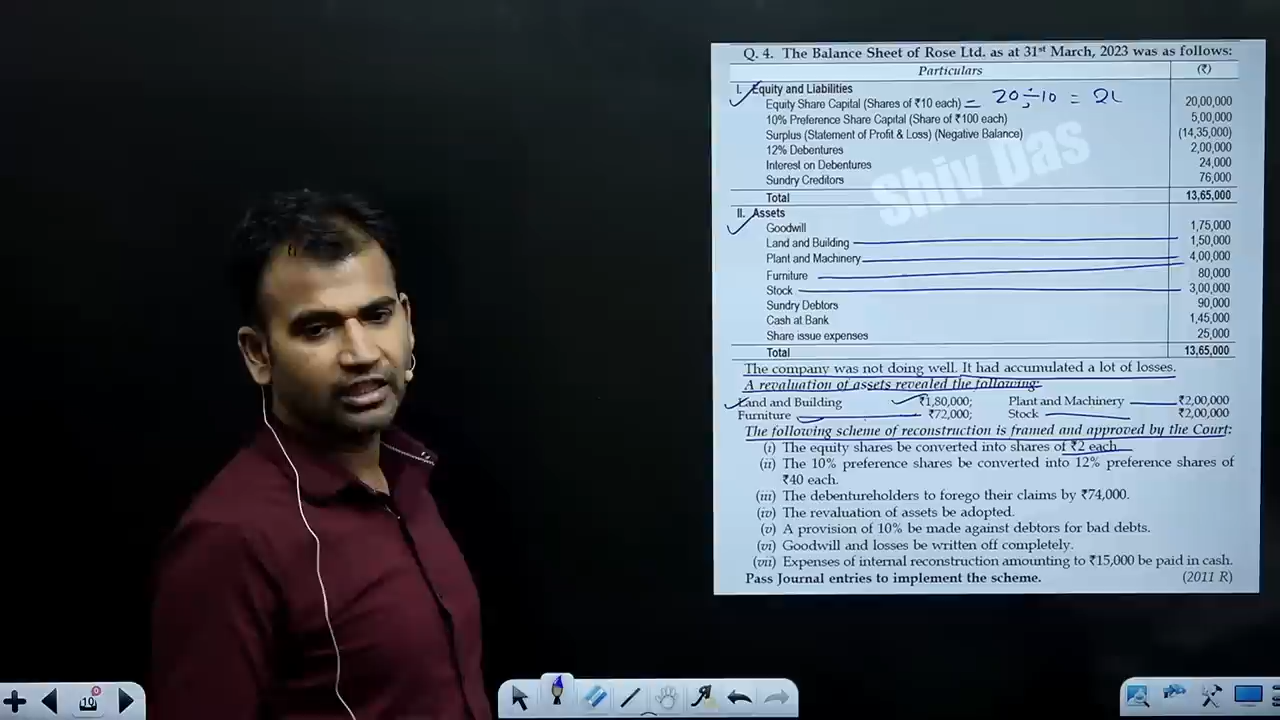 Q. 4. The Balance Sheet of Rose Ltd. as at 31st March, 2023 was as follows:
Particulars (₹)
I. Equity and Liabilities
Equity Share Capital (Shares of ₹10 each) = 20 ÷ 10 = 2L 20,00,000
10% Preference Share Capital (Share of ₹100 each) 5,00,000
Surplus (Statement of Profit & Loss) (Negative Balance) (14,35,000)
12% Debentures 2,00,000
Interest on Debentures 24,000
Sundry Creditors 76,000
Total 13,65,000
II. Assets
Goodwill 1,75,000
Land and Building 1,50,000
Plant and Machinery 4,00,000
Furniture 80,000
Stock 3,00,000
Sundry Debtors 90,000
Cash at Bank 1,45,000
Share issue expenses 25,000
Total 13,65,000
Shiv Das
The company was not doing well. It had accumulated a lot of losses.
A revaluation of assets revealed the following:
Land and Building ₹1,80,000; Plant and Machinery ₹2,00,000
Furniture ₹72,000; Stock ₹2,00,000
The following scheme of reconstruction is framed and approved by the Court:
(i) The equity shares be converted into shares of ₹2 each.
(ii) The 10% preference shares be converted into 12% preference shares of
₹40 each.
(iii) The debentureholders to forego their claims by ₹74,000.
(iv) The revaluation of assets be adopted.
(v) A provision of 10% be made against debtors for bad debts.
(vi) Goodwill and losses be written off completely.
(vii) Expenses of internal reconstruction amounting to ₹15,000 be paid in cash.
Pass Journal entries to implement the scheme. (2011 R)
10
0